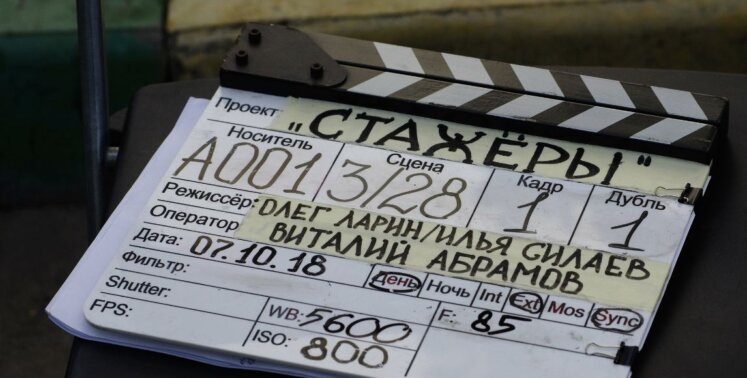 Проект: "СТАЖЁРЫ"
Носитель Сцена Кадр Дубль
A001 3/28 1 1
Режиссёр: ОЛЕГ ЛАРИН/ИЛЬЯ СИЛАЕВ
Оператор: ВИТАЛИЙ АБРАМОВ
Дата: 07.10.18
Фильтр: День Ночь Int Ext Mos Sync
Shutter: WB: 5600 F: 85
FPS: ISO: 800